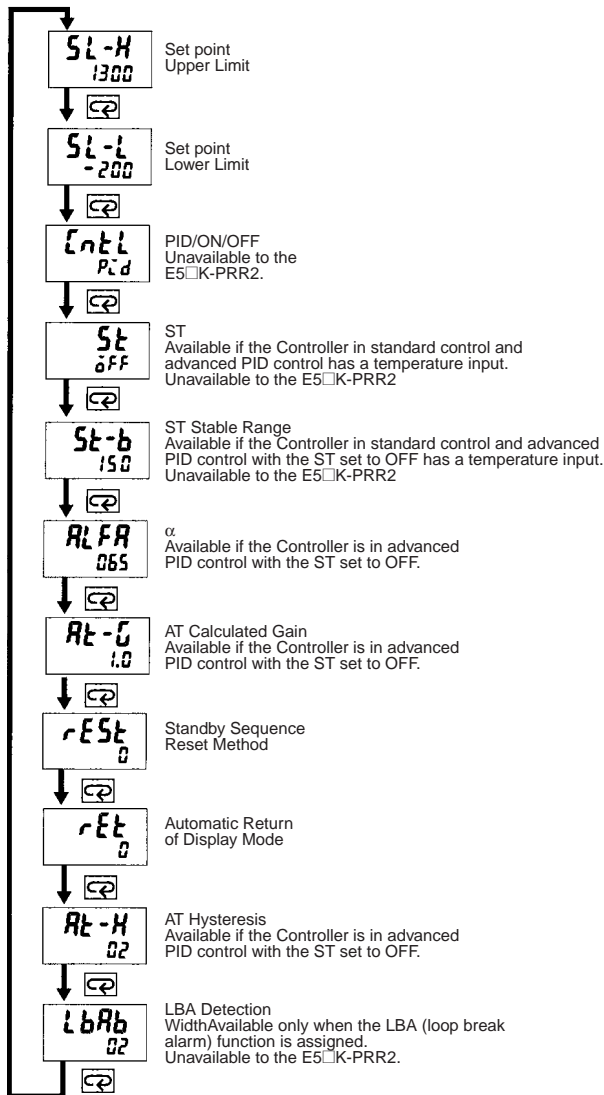 SL-H
1300
Set point
Upper Limit
SL-L
-200
Set point
Lower Limit
CntL
Pid
PID/ON/OFF
Unavailable to the
E5□K-PRR2.
St
oFF
ST
Available if the Controller in standard control and
advanced PID control has a temperature input.
Unavailable to the E5□K-PRR2
St-b
150
ST Stable Range
Available if the Controller in standard control and advanced
PID control with the ST set to OFF has a temperature input.
Unavailable to the E5□K-PRR2
ALFA
065
α
Available if the Controller is in advanced
PID control with the ST set to OFF.
At-G
1.0
AT Calculated Gain
Available if the Controller is in advanced
PID control with the ST set to OFF.
rESt
0
Standby Sequence
Reset Method
rEt
0
Automatic Return
of Display Mode
At-H
02
AT Hysteresis
Available if the Controller is in advanced
PID control with the ST set to OFF.
LbAb
02
LBA Detection
WidthAvailable only when the LBA (loop break
alarm) function is assigned.
Unavailable to the E5□K-PRR2.